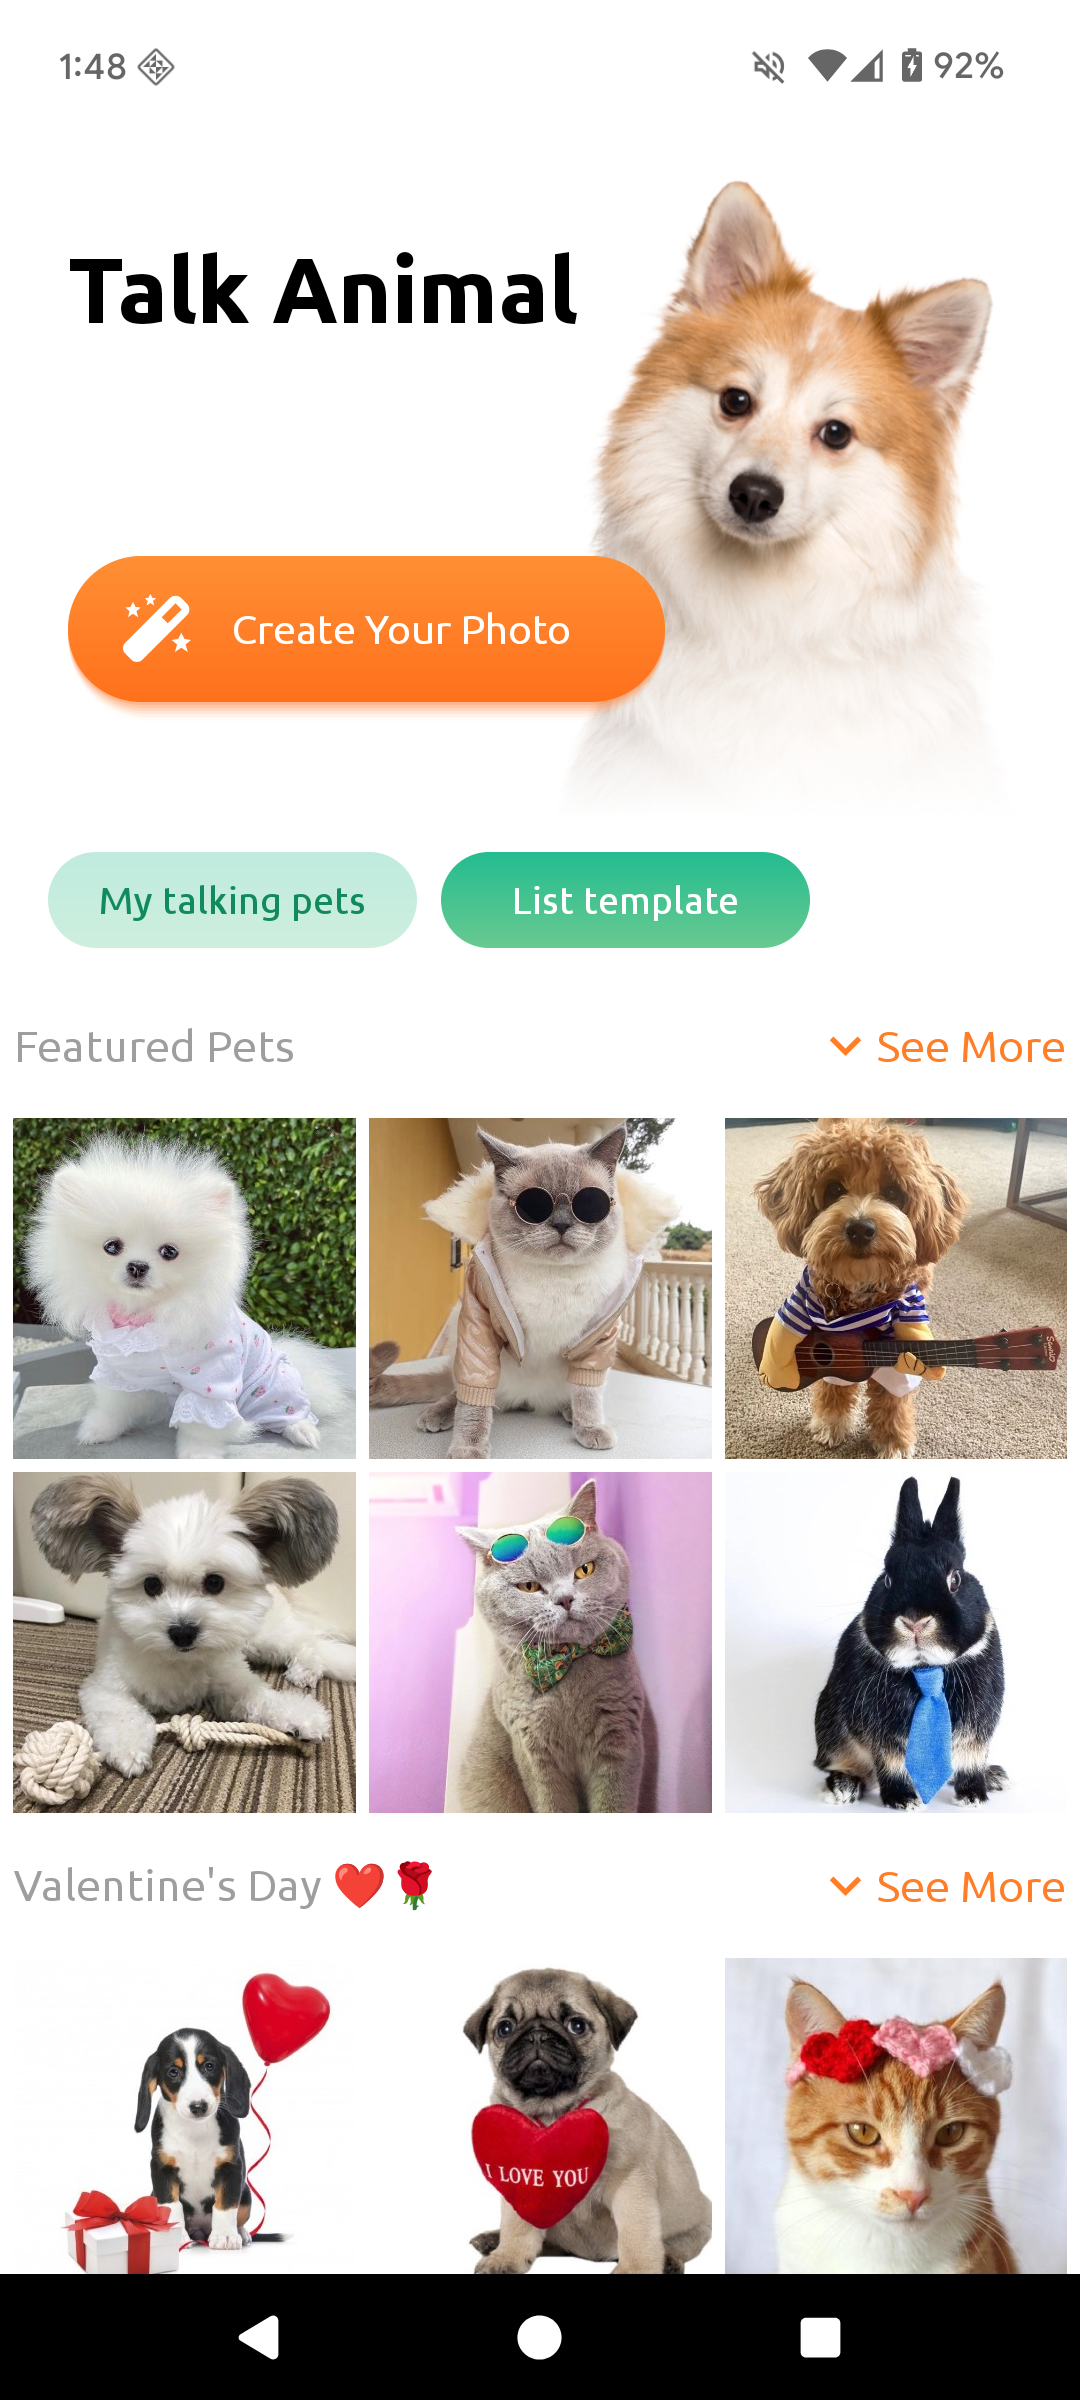 1:48
92%
Talk Animal
Create Your Photo
My talking pets
List template
Featured Pets
See More
Valentine's Day ❤️🌹
See More
I LOVE YOU